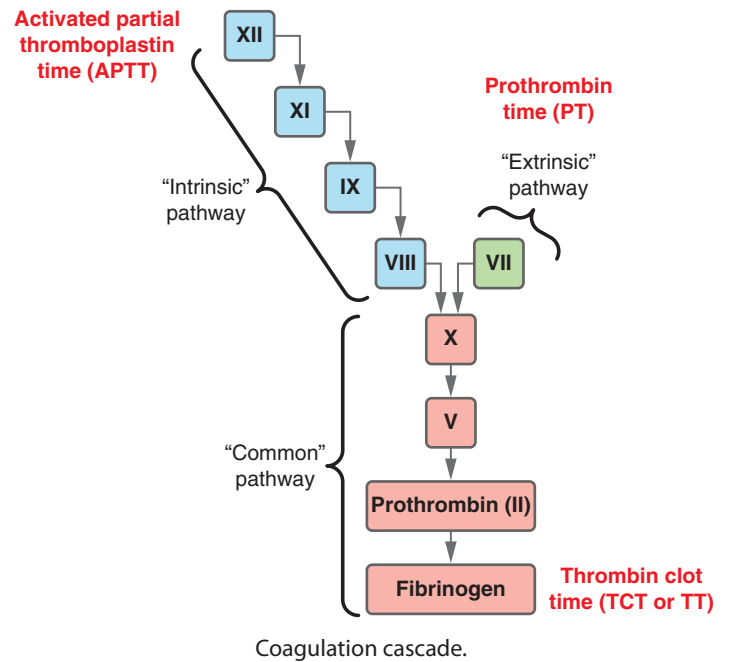 Activated partial
thromboplastin
time (APTT)
XII
XI
Prothrombin
time (PT)
“Extrinsic”
pathway
IX
“Intrinsic”
pathway
VIII
VII
X
V
“Common”
pathway
Prothrombin (II)
Fibrinogen
Thrombin clot
time (TCT or TT)
Coagulation cascade.